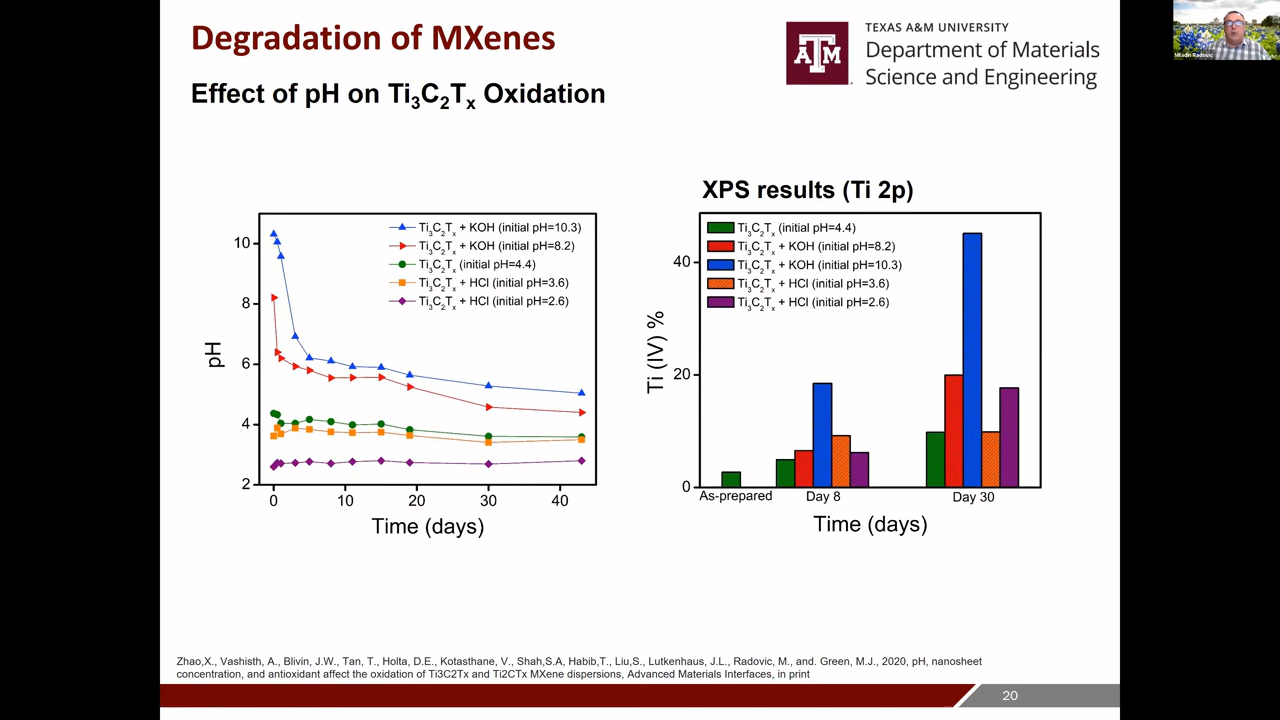 Degradation of MXenes
Effect of pH on Ti₃C₂Tₓ Oxidation
TEXAS A&M UNIVERSITY
Department of Materials
Science and Engineering
ATM
Miladin Radovic
pH
10
8
6
4
2
Ti₃C₂Tₓ + KOH (initial pH=10.3)
Ti₃C₂Tₓ + KOH (initial pH=8.2)
Ti₃C₂Tₓ (initial pH=4.4)
Ti₃C₂Tₓ + HCl (initial pH=3.6)
Ti₃C₂Tₓ + HCl (initial pH=2.6)
0 10 20 30 40
Time (days)
XPS results (Ti 2p)
Ti (IV) %
40
20
0
Ti₃C₂Tₓ (initial pH=4.4)
Ti₃C₂Tₓ + KOH (initial pH=8.2)
Ti₃C₂Tₓ + KOH (initial pH=10.3)
Ti₃C₂Tₓ + HCl (initial pH=3.6)
Ti₃C₂Tₓ + HCl (initial pH=2.6)
As-prepared Day 8 Day 30
Time (days)
Zhao,X., Vashisth, A., Blivin, J.W., Tan, T., Holta, D.E., Kotasthane, V., Shah,S.A, Habib,T., Liu,S., Lutkenhaus, J.L., Radovic, M., and. Green, M.J., 2020, pH, nanosheet
concentration, and antioxidant affect the oxidation of Ti3C2Tx and Ti2CTx MXene dispersions, Advanced Materials Interfaces, in print
20